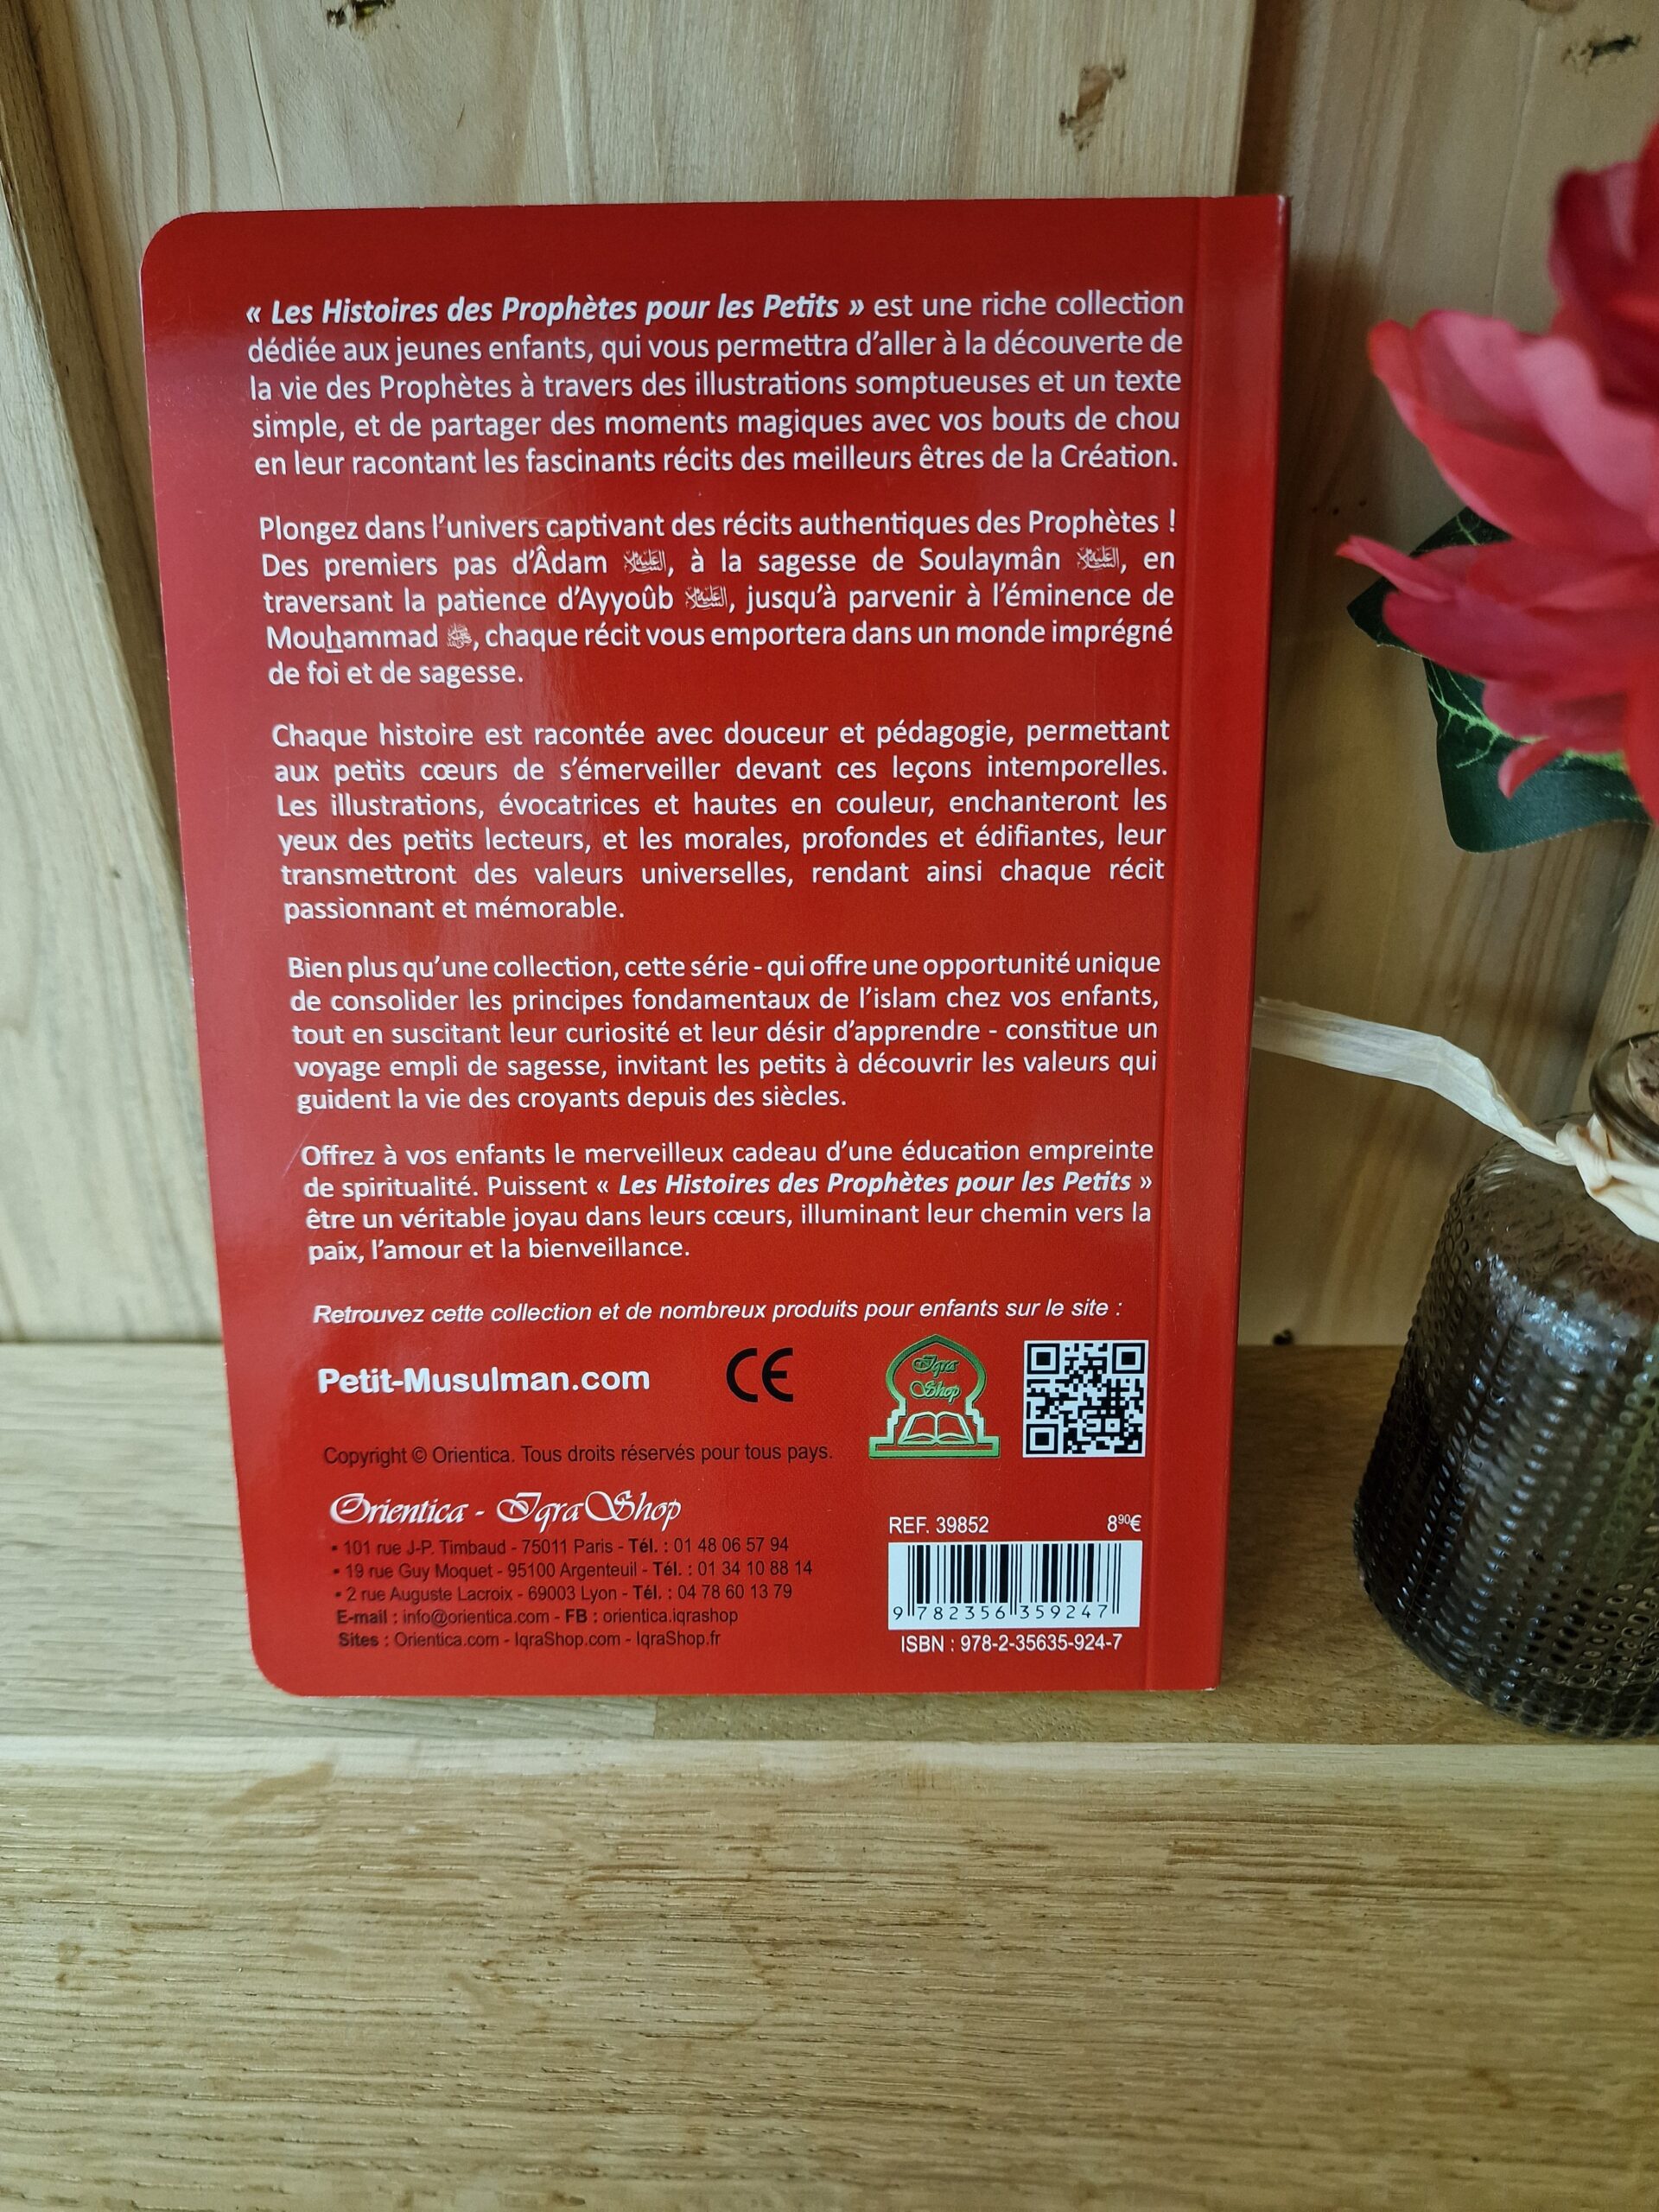 « Les Histoires des Prophètes pour les Petits » est une riche collection
dédiée aux jeunes enfants, qui vous permettra d’aller à la découverte de
la vie des Prophètes à travers des illustrations somptueuses et un texte
simple, et de partager des moments magiques avec vos bouts de chou
en leur racontant les fascinants récits des meilleurs êtres de la Création.
Plongez dans l’univers captivant des récits authentiques des Prophètes !
Des premiers pas d’Âdam, à la sagesse de Soulaymân, en
traversant la patience d’Ayyoûb, jusqu’à parvenir à l’éminence de
Mouhammad ﷺ, chaque récit vous emportera dans un monde imprégné
de foi et de sagesse.
Chaque histoire est racontée avec douceur et pédagogie, permettant
aux petits cœurs de s’émerveiller devant ces leçons intemporelles.
Les illustrations, évocatrices et hautes en couleur, enchanteront les
yeux des petits lecteurs, et les morales, profondes et édifiantes, leur
transmettront des valeurs universelles, rendant ainsi chaque récit
passionnant et mémorable.
Bien plus qu’une collection, cette série - qui offre une opportunité unique
de consolider les principes fondamentaux de l’islam chez vos enfants,
tout en suscitant leur curiosité et leur désir d’apprendre - constitue un
voyage empli de sagesse, invitant les petits à découvrir les valeurs qui
guident la vie des croyants depuis des siècles.
Offrez à vos enfants le merveilleux cadeau d’une éducation empreinte
de spiritualité. Puissent « Les Histoires des Prophètes pour les Petits »
être un véritable joyau dans leurs cœurs, illuminant leur chemin vers la
paix, l’amour et la bienveillance.
Retrouvez cette collection et de nombreux produits pour enfants sur le site :
Petit-Musulman.com
CE
Iqra
Shop
Copyright © Orientica. Tous droits réservés pour tous pays.
Orientica - IqraShop
• 101 rue J-P. Timbaud - 75011 Paris - Tél. : 01 48 06 57 94
• 19 rue Guy Moquet - 95100 Argenteuil - Tél. : 01 34 10 88 14
• 2 rue Auguste Lacroix - 69003 Lyon - Tél. : 04 78 60 13 79
E-mail : info@orientica.com - FB : orientica.iqrashop
Sites : Orientica.com - IqraShop.com - IqraShop.fr
REF. 39852 8⁹⁰€
9 782356 359247
ISBN : 978-2-35635-924-7